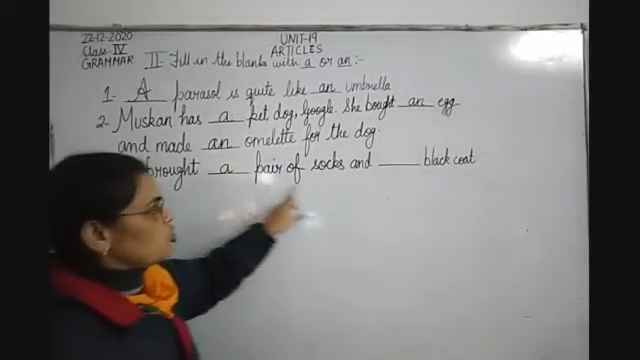 22-12-2020
UNIT-19
Class-IV
ARTICLES
GRAMMAR II- Fill in the blanks with a or an:-
1- A parasol is quite like an umbrella
2- Muskan has a pet dog, Google. She bought an egg
and made an omelette for the dog.
brought a pair of socks and ____ black coat